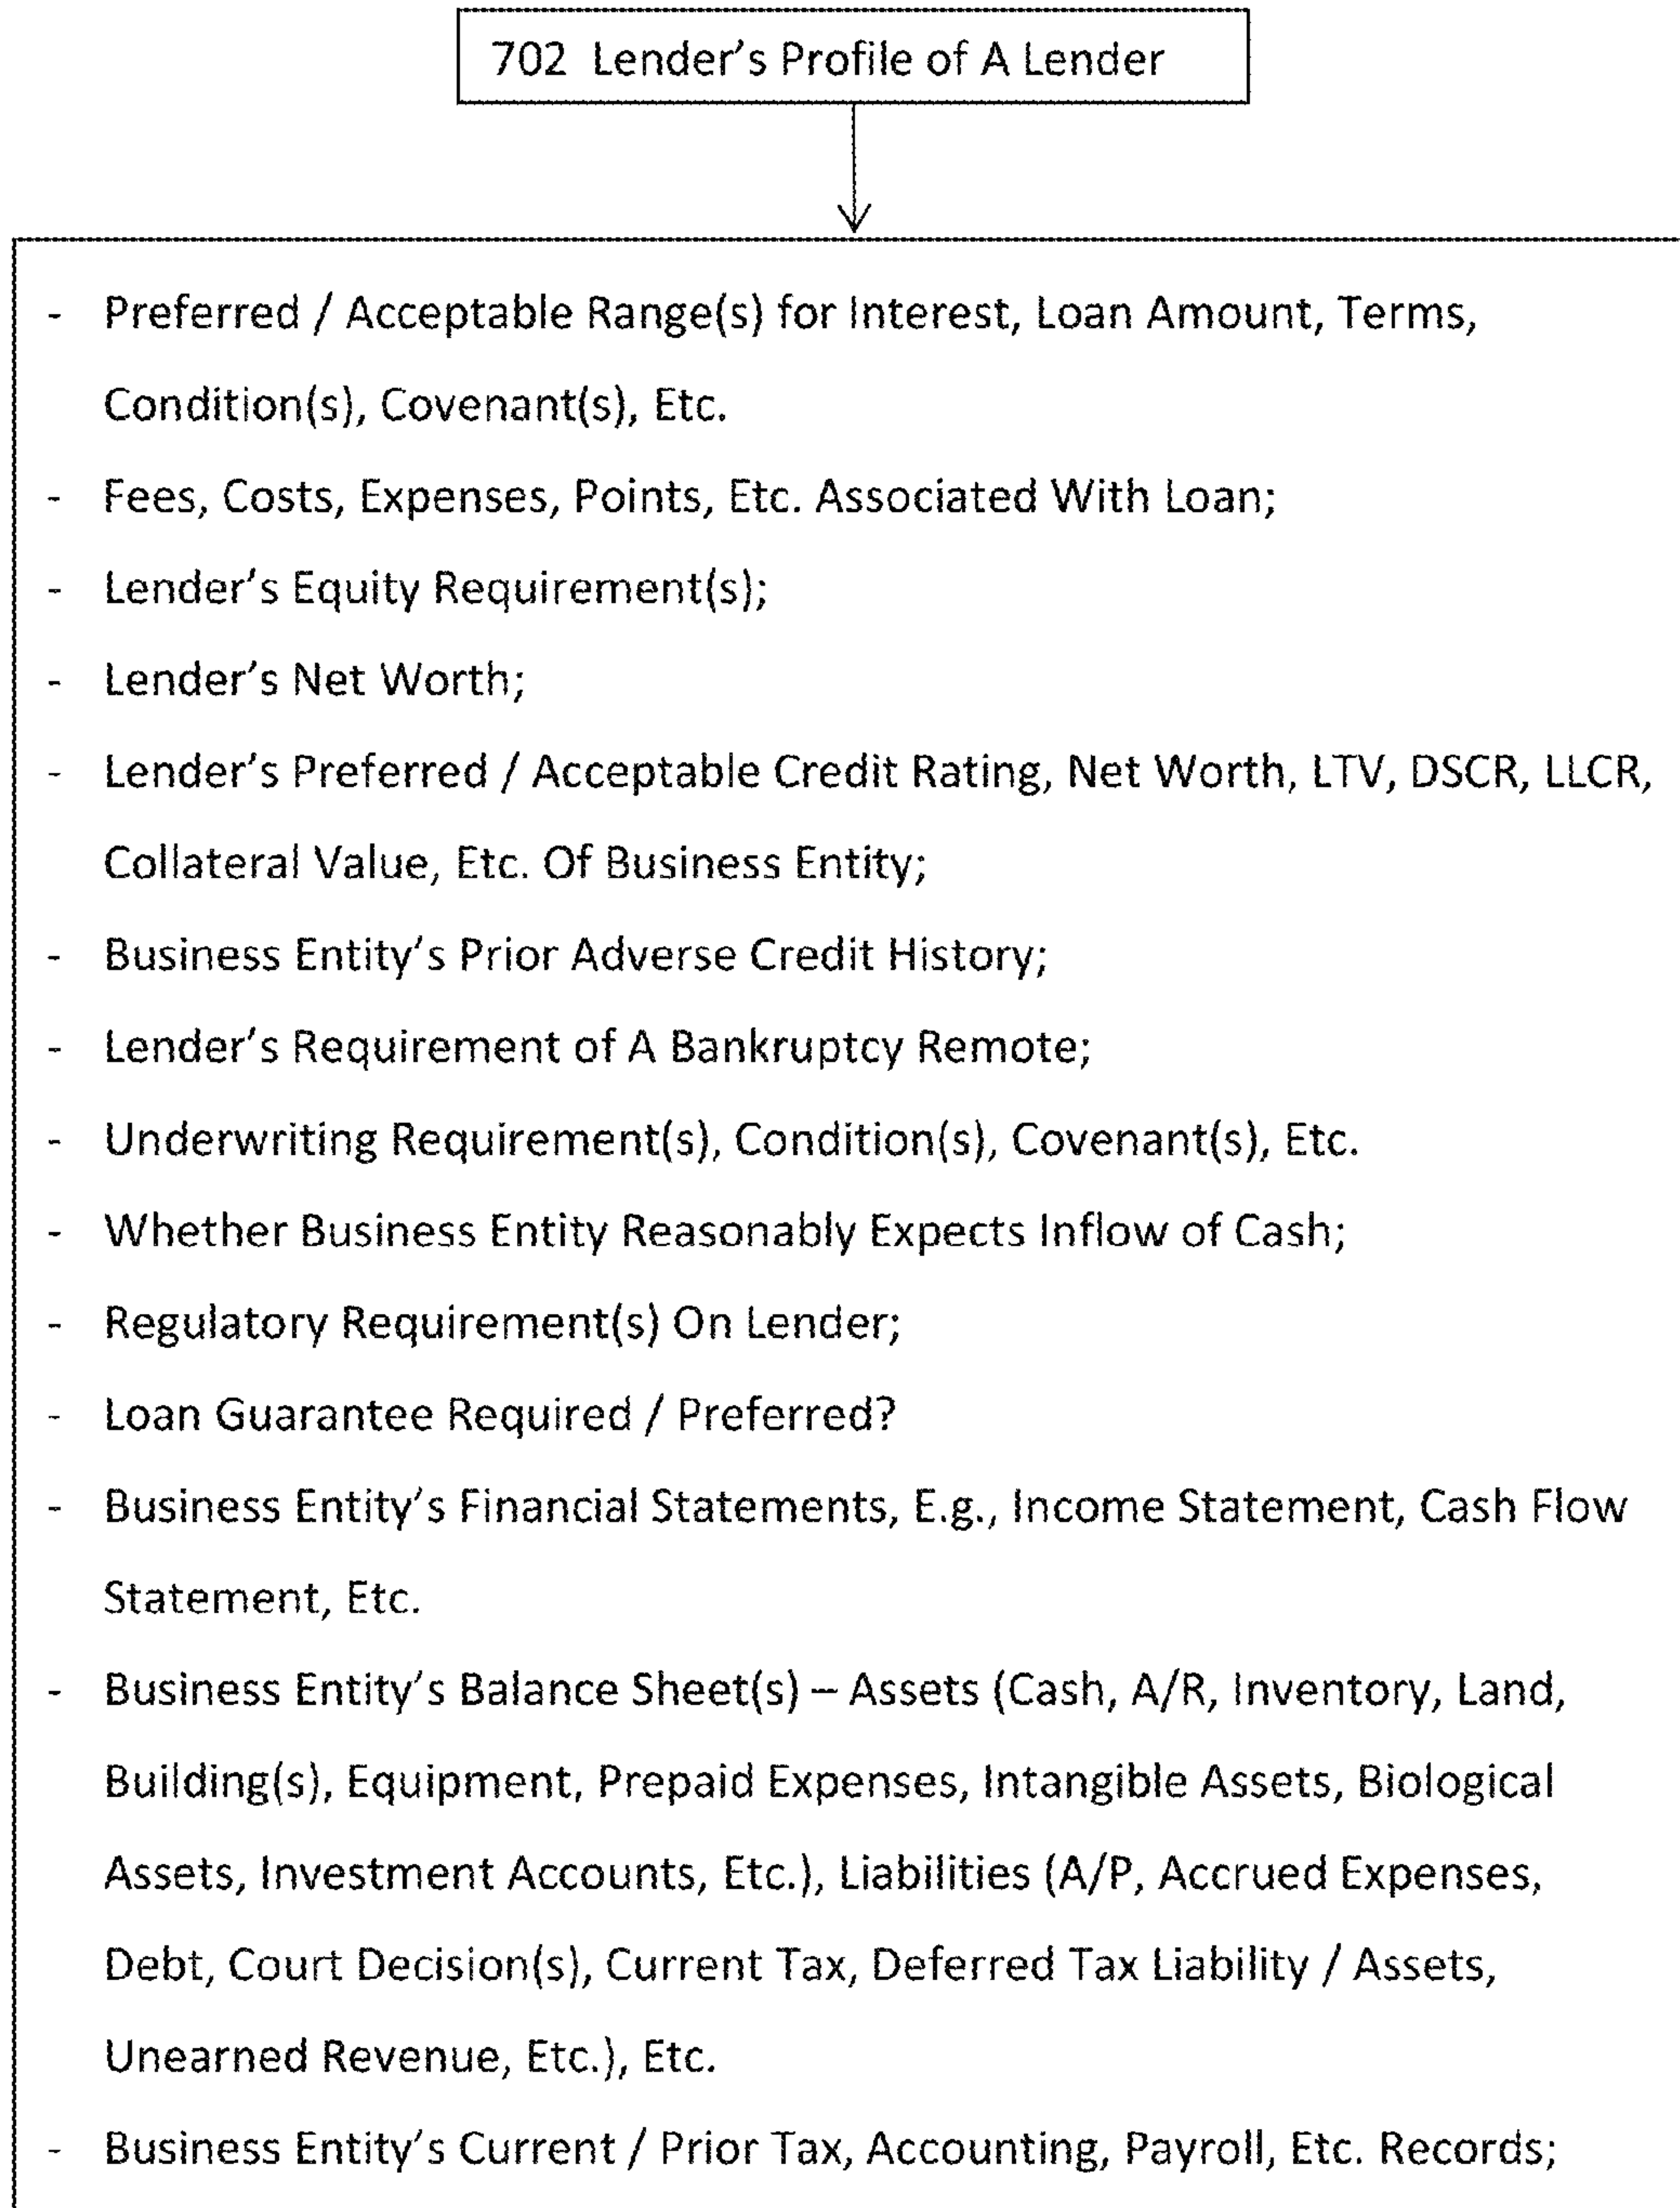 702 Lender's Profile of A Lender
- Preferred / Acceptable Range(s) for Interest, Loan Amount, Terms,
Condition(s), Covenant(s), Etc.
- Fees, Costs, Expenses, Points, Etc. Associated With Loan;
- Lender's Equity Requirement(s);
- Lender's Net Worth;
- Lender's Preferred / Acceptable Credit Rating, Net Worth, LTV, DSCR, LLCR,
Collateral Value, Etc. Of Business Entity;
- Business Entity's Prior Adverse Credit History;
- Lender's Requirement of A Bankruptcy Remote;
- Underwriting Requirement(s), Condition(s), Covenant(s), Etc.
- Whether Business Entity Reasonably Expects Inflow of Cash;
- Regulatory Requirement(s) On Lender;
- Loan Guarantee Required / Preferred?
- Business Entity's Financial Statements, E.g., Income Statement, Cash Flow
Statement, Etc.
- Business Entity's Balance Sheet(s) – Assets (Cash, A/R, Inventory, Land,
Building(s), Equipment, Prepaid Expenses, Intangible Assets, Biological
Assets, Investment Accounts, Etc.), Liabilities (A/P, Accrued Expenses,
Debt, Court Decision(s), Current Tax, Deferred Tax Liability / Assets,
Unearned Revenue, Etc.), Etc.
- Business Entity's Current / Prior Tax, Accounting, Payroll, Etc. Records;